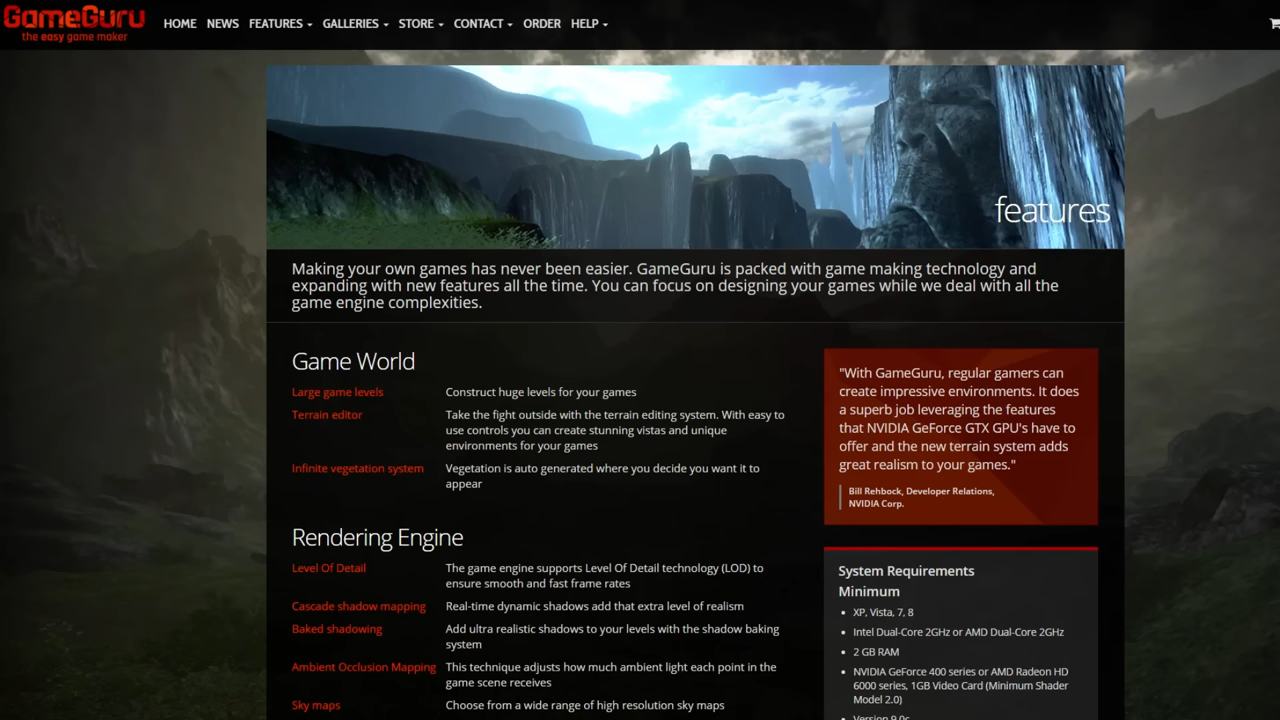 GameGuru
the easy game maker
HOME NEWS FEATURES GALLERIES STORE CONTACT ORDER HELP
features
Making your own games has never been easier. GameGuru is packed with game making technology and
expanding with new features all the time. You can focus on designing your games while we deal with all the
game engine complexities.
Game World
Large game levels Construct huge levels for your games
Terrain editor Take the fight outside with the terrain editing system. With easy to
use controls you can create stunning vistas and unique
environments for your games
Infinite vegetation system Vegetation is auto generated where you decide you want it to
appear
Rendering Engine
Level Of Detail The game engine supports Level Of Detail technology (LOD) to
ensure smooth and fast frame rates
Cascade shadow mapping Real-time dynamic shadows add that extra level of realism
Baked shadowing Add ultra realistic shadows to your levels with the shadow baking
system
Ambient Occlusion Mapping This technique adjusts how much ambient light each point in the
game scene receives
Sky maps Choose from a wide range of high resolution sky maps
"With GameGuru, regular gamers can
create impressive environments. It does
a superb job leveraging the features
that NVIDIA GeForce GTX GPU's have to
offer and the new terrain system adds
great realism to your games."
Bill Rehbock, Developer Relations,
NVIDIA Corp.
System Requirements
Minimum
XP, Vista, 7, 8
Intel Dual-Core 2GHz or AMD Dual-Core 2GHz
2 GB RAM
NVIDIA GeForce 400 series or AMD Radeon HD
6000 series, 1GB Video Card (Minimum Shader
Model 2.0)
Version 9.0c